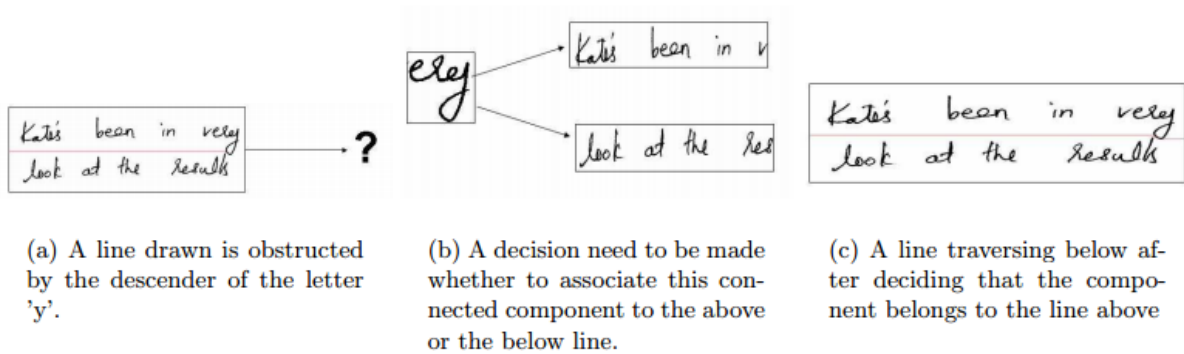 Kate's been in very
look at the results
?
(a) A line drawn is obstructed
by the descender of the letter
'y'.
ery
Kate's been in v
look at the res
(b) A decision need to be made
whether to associate this con-
nected component to the above
or the below line.
Kate's been in very
look at the results
(c) A line traversing below af-
ter deciding that the compo-
nent belongs to the line above